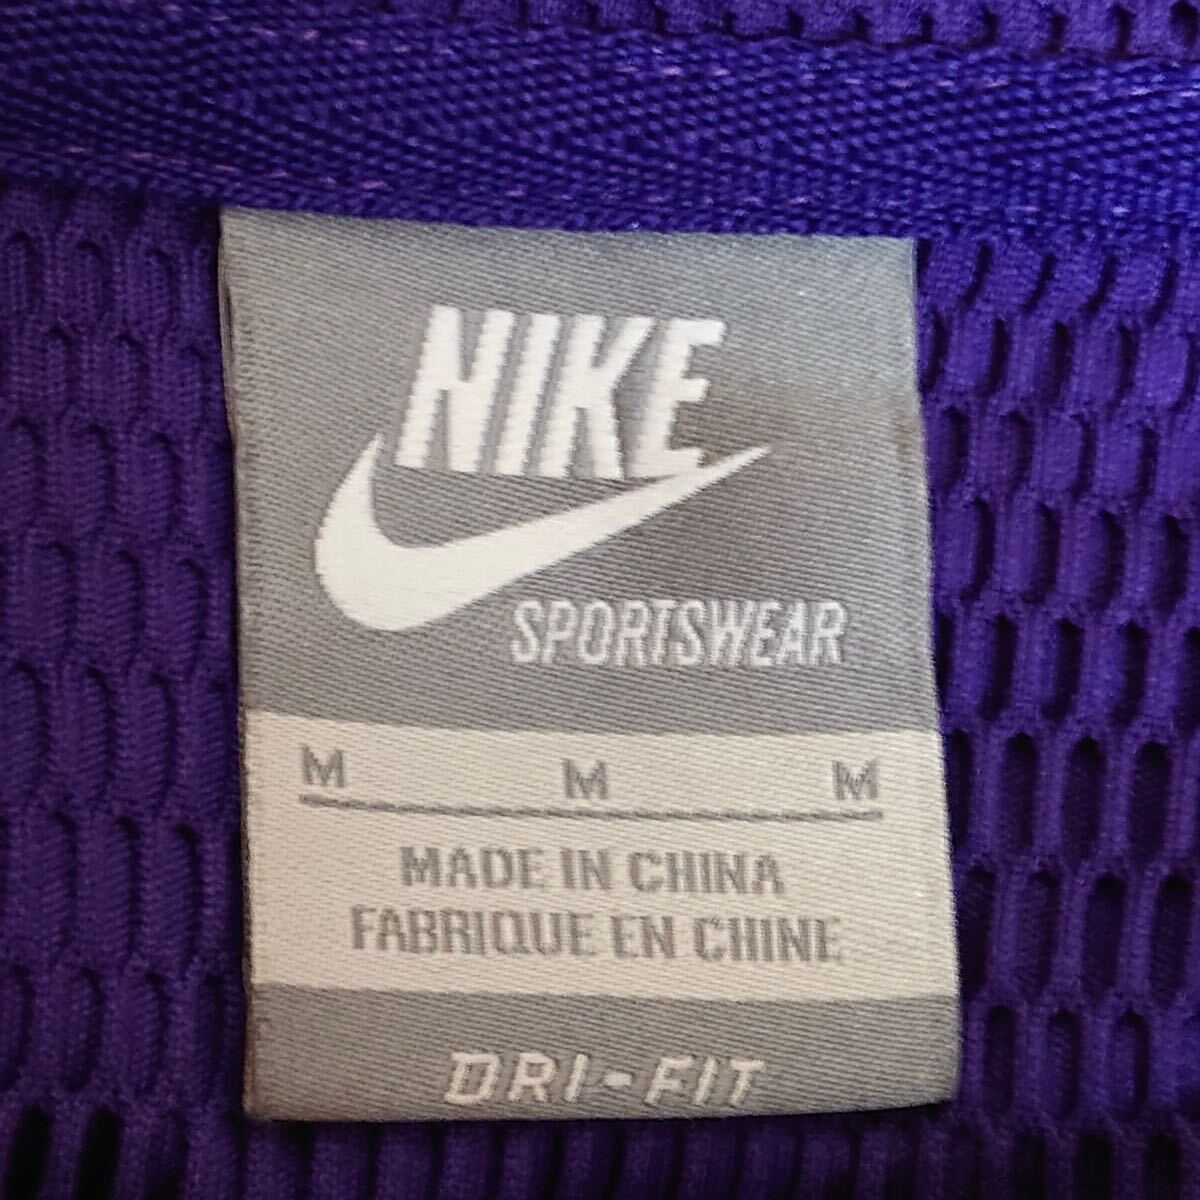 NIKE
SPORTSWEAR
M M M
MADE IN CHINA
FABRIQUE EN CHINE
DRI-FIT